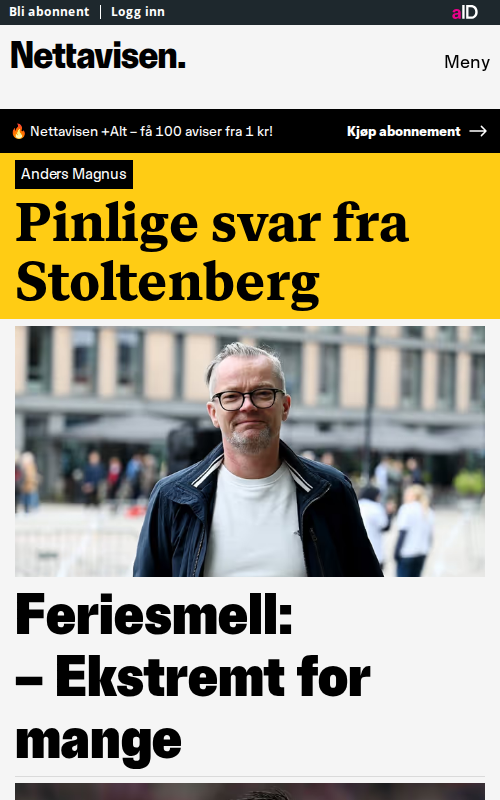 Bli abonnent | Logg inn
aID
Nettavisen.
Meny
🔥 Nettavisen +Alt – få 100 aviser fra 1 kr!
Kjøp abonnement →
Anders Magnus
Pinlige svar fra
Stoltenberg
Feriesmell:
– Ekstremt for
mange